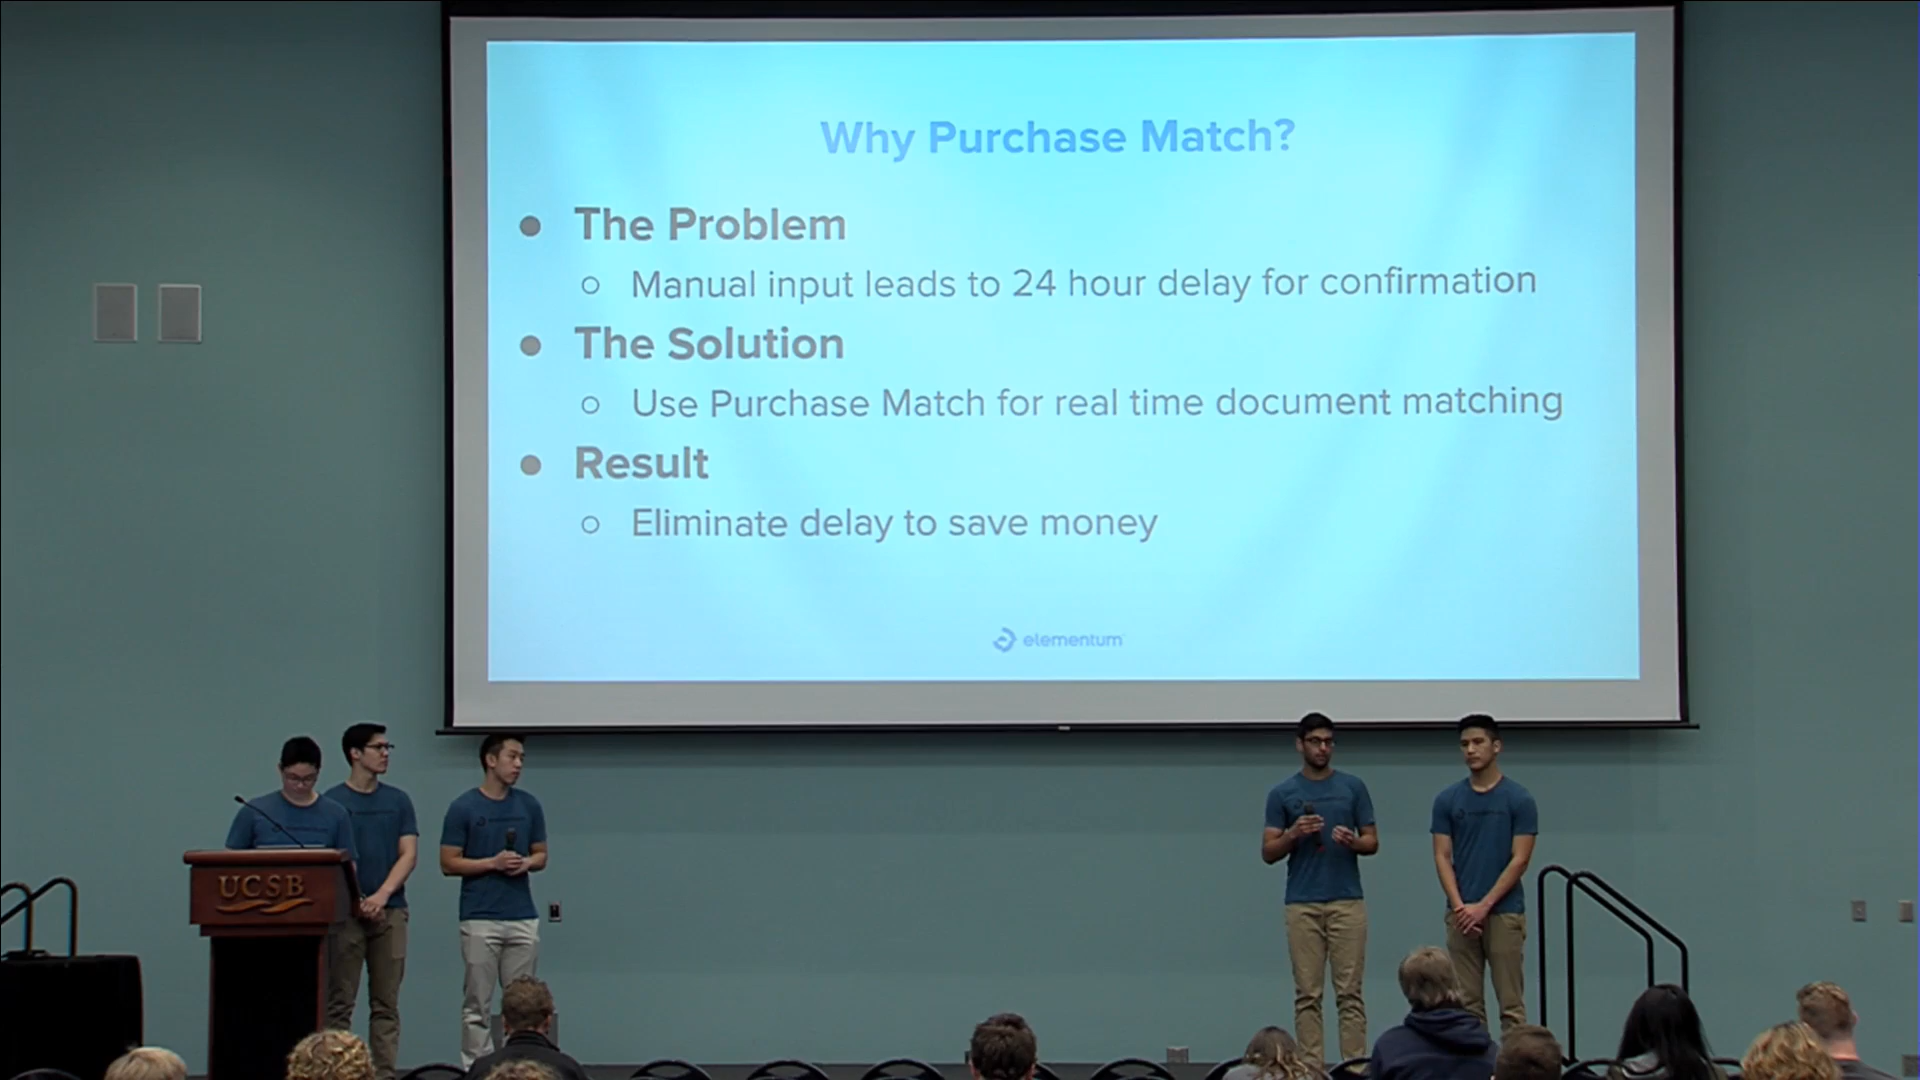 Why Purchase Match?
● The Problem
○ Manual input leads to 24 hour delay for confirmation
● The Solution
○ Use Purchase Match for real time document matching
● Result
○ Eliminate delay to save money
elementum
UCSB